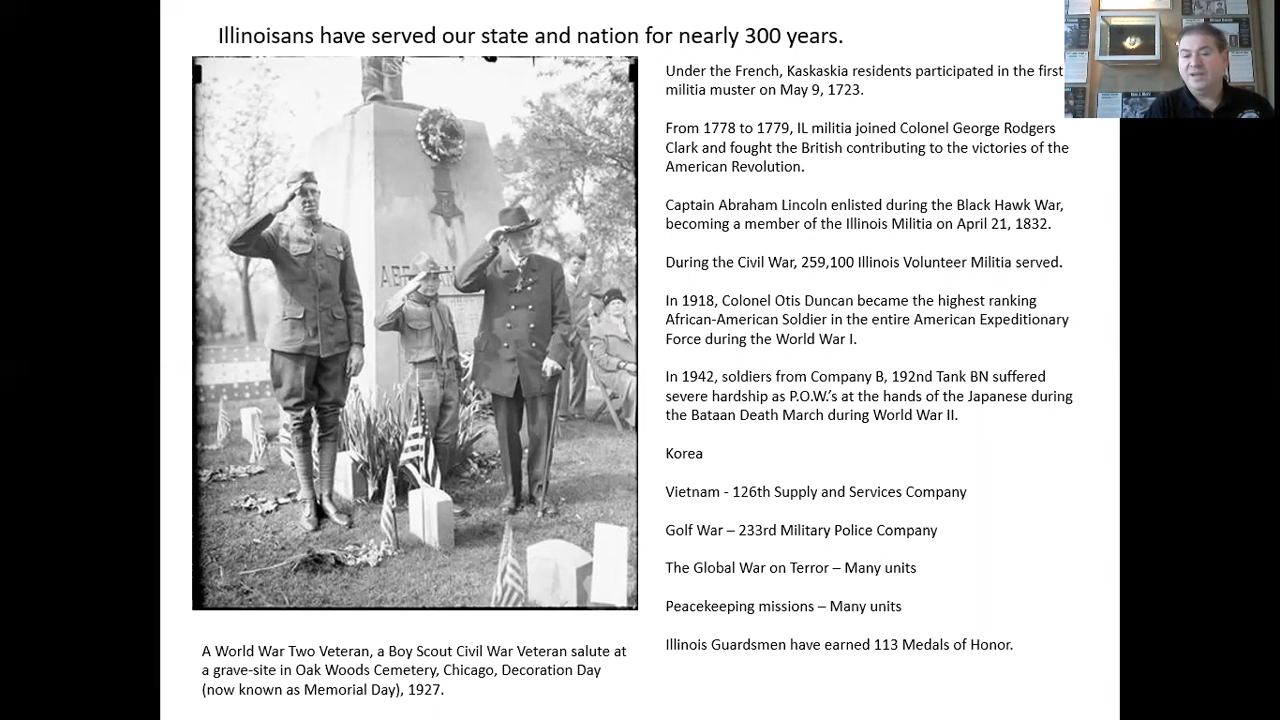 Illinoisans have served our state and nation for nearly 300 years.
Under the French, Kaskaskia residents participated in the first
militia muster on May 9, 1723.
From 1778 to 1779, IL militia joined Colonel George Rodgers
Clark and fought the British contributing to the victories of the
American Revolution.
Captain Abraham Lincoln enlisted during the Black Hawk War,
becoming a member of the Illinois Militia on April 21, 1832.
During the Civil War, 259,100 Illinois Volunteer Militia served.
In 1918, Colonel Otis Duncan became the highest ranking
African-American Soldier in the entire American Expeditionary
Force during the World War I.
In 1942, soldiers from Company B, 192nd Tank BN suffered
severe hardship as P.O.W.'s at the hands of the Japanese during
the Bataan Death March during World War II.
Korea
Vietnam - 126th Supply and Services Company
Golf War – 233rd Military Police Company
The Global War on Terror – Many units
Peacekeeping missions – Many units
Illinois Guardsmen have earned 113 Medals of Honor.
A World War Two Veteran, a Boy Scout Civil War Veteran salute at
a grave-site in Oak Woods Cemetery, Chicago, Decoration Day
(now known as Memorial Day), 1927.